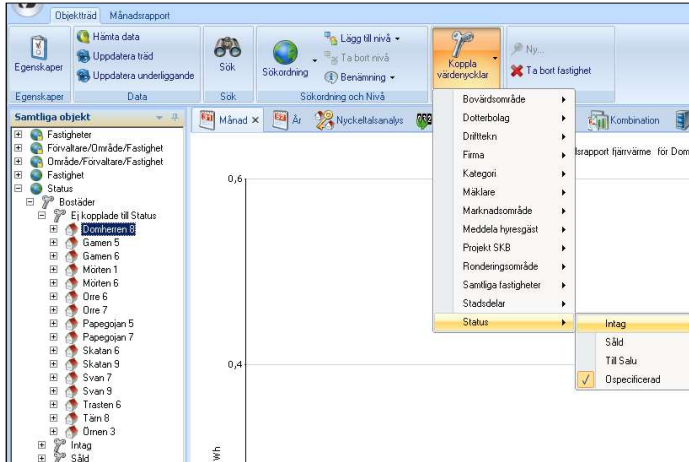 Objektträd Månadsrapport
Egenskaper
Hämta data
Uppdatera träd
Uppdatera underliggande
Sök
Sökordning
Lägg till nivå
Ta bort nivå
Benämning
Koppla värdenycklar
Ny...
Ta bort fastighet
Egenskaper Data Sök Sökordning och Nivå
Samtliga objekt
Fastigheter
Förvaltare/Område/Fastighet
Område/Förvaltare/Fastighet
Fastighet
Status
Bostäder
Ej kopplade till Status
Domherren 8
Gamen 5
Gamen 6
Mörten 1
Mörten 6
Orre 6
Orre 7
Papegojan 5
Papegojan 7
Skatan 6
Skatan 9
Svan 7
Svan 9
Trasten 6
Tärn 8
Örnen 3
Intag
Såld
Månad År Nyckeltalsanalys Kombination
srapport fjärrvärme för Dom
0,6
0,4
Wh
Bovärdsområde
Dotterbolag
Drifttekn
Firma
Kategori
Mäklare
Marknadsområde
Meddela hyresgäst
Projekt SKB
Ronderingsområde
Samtliga fastigheter
Stadsdelar
Status
Intag
Såld
Till Salu
Ospecificerad